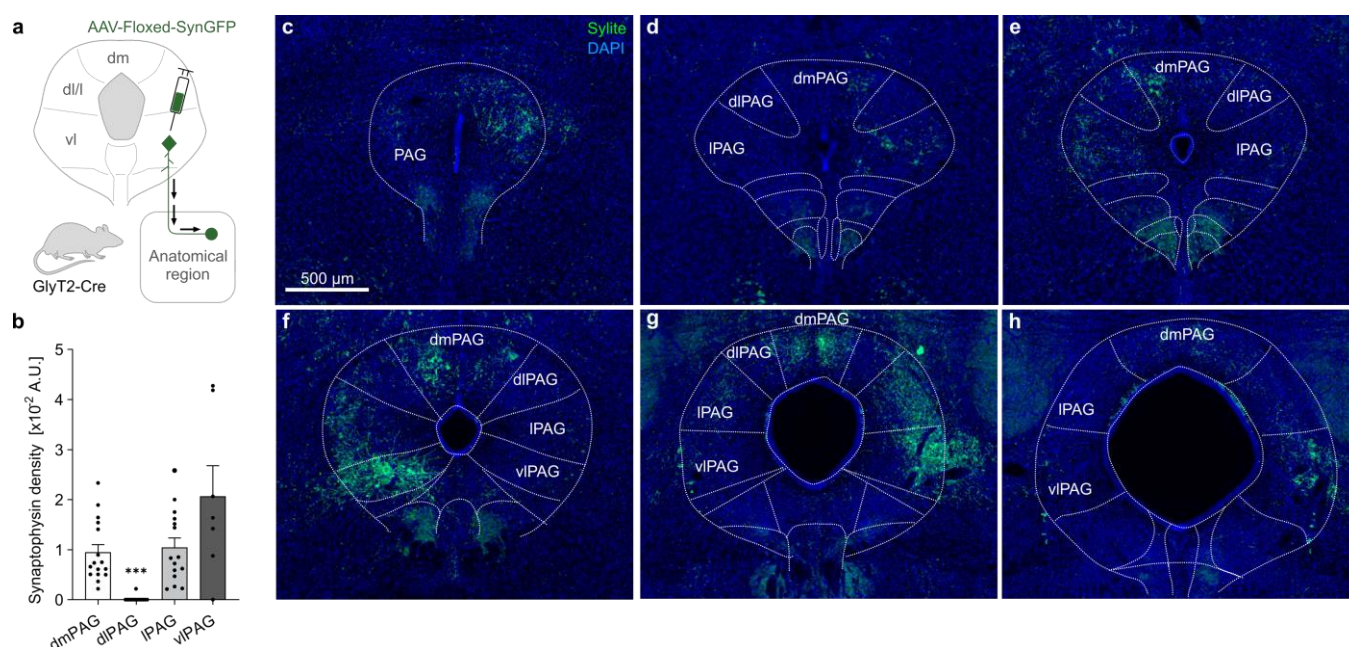 a
AAV-Floxed-SynGFP
dm
dl/l
vl
GlyT2-Cre
Anatomical
region
b
Synaptophysin density [x10⁻² A.U.]
5
4
3
2
1
0
***
dmPAG
dlPAG
lPAG
vlPAG
c
Sylite
DAPI
PAG
500 µm
d
dmPAG
dlPAG
lPAG
e
dmPAG
dlPAG
lPAG
f
dmPAG
dlPAG
lPAG
vlPAG
g
dmPAG
dlPAG
lPAG
vlPAG
h
dmPAG
lPAG
vlPAG